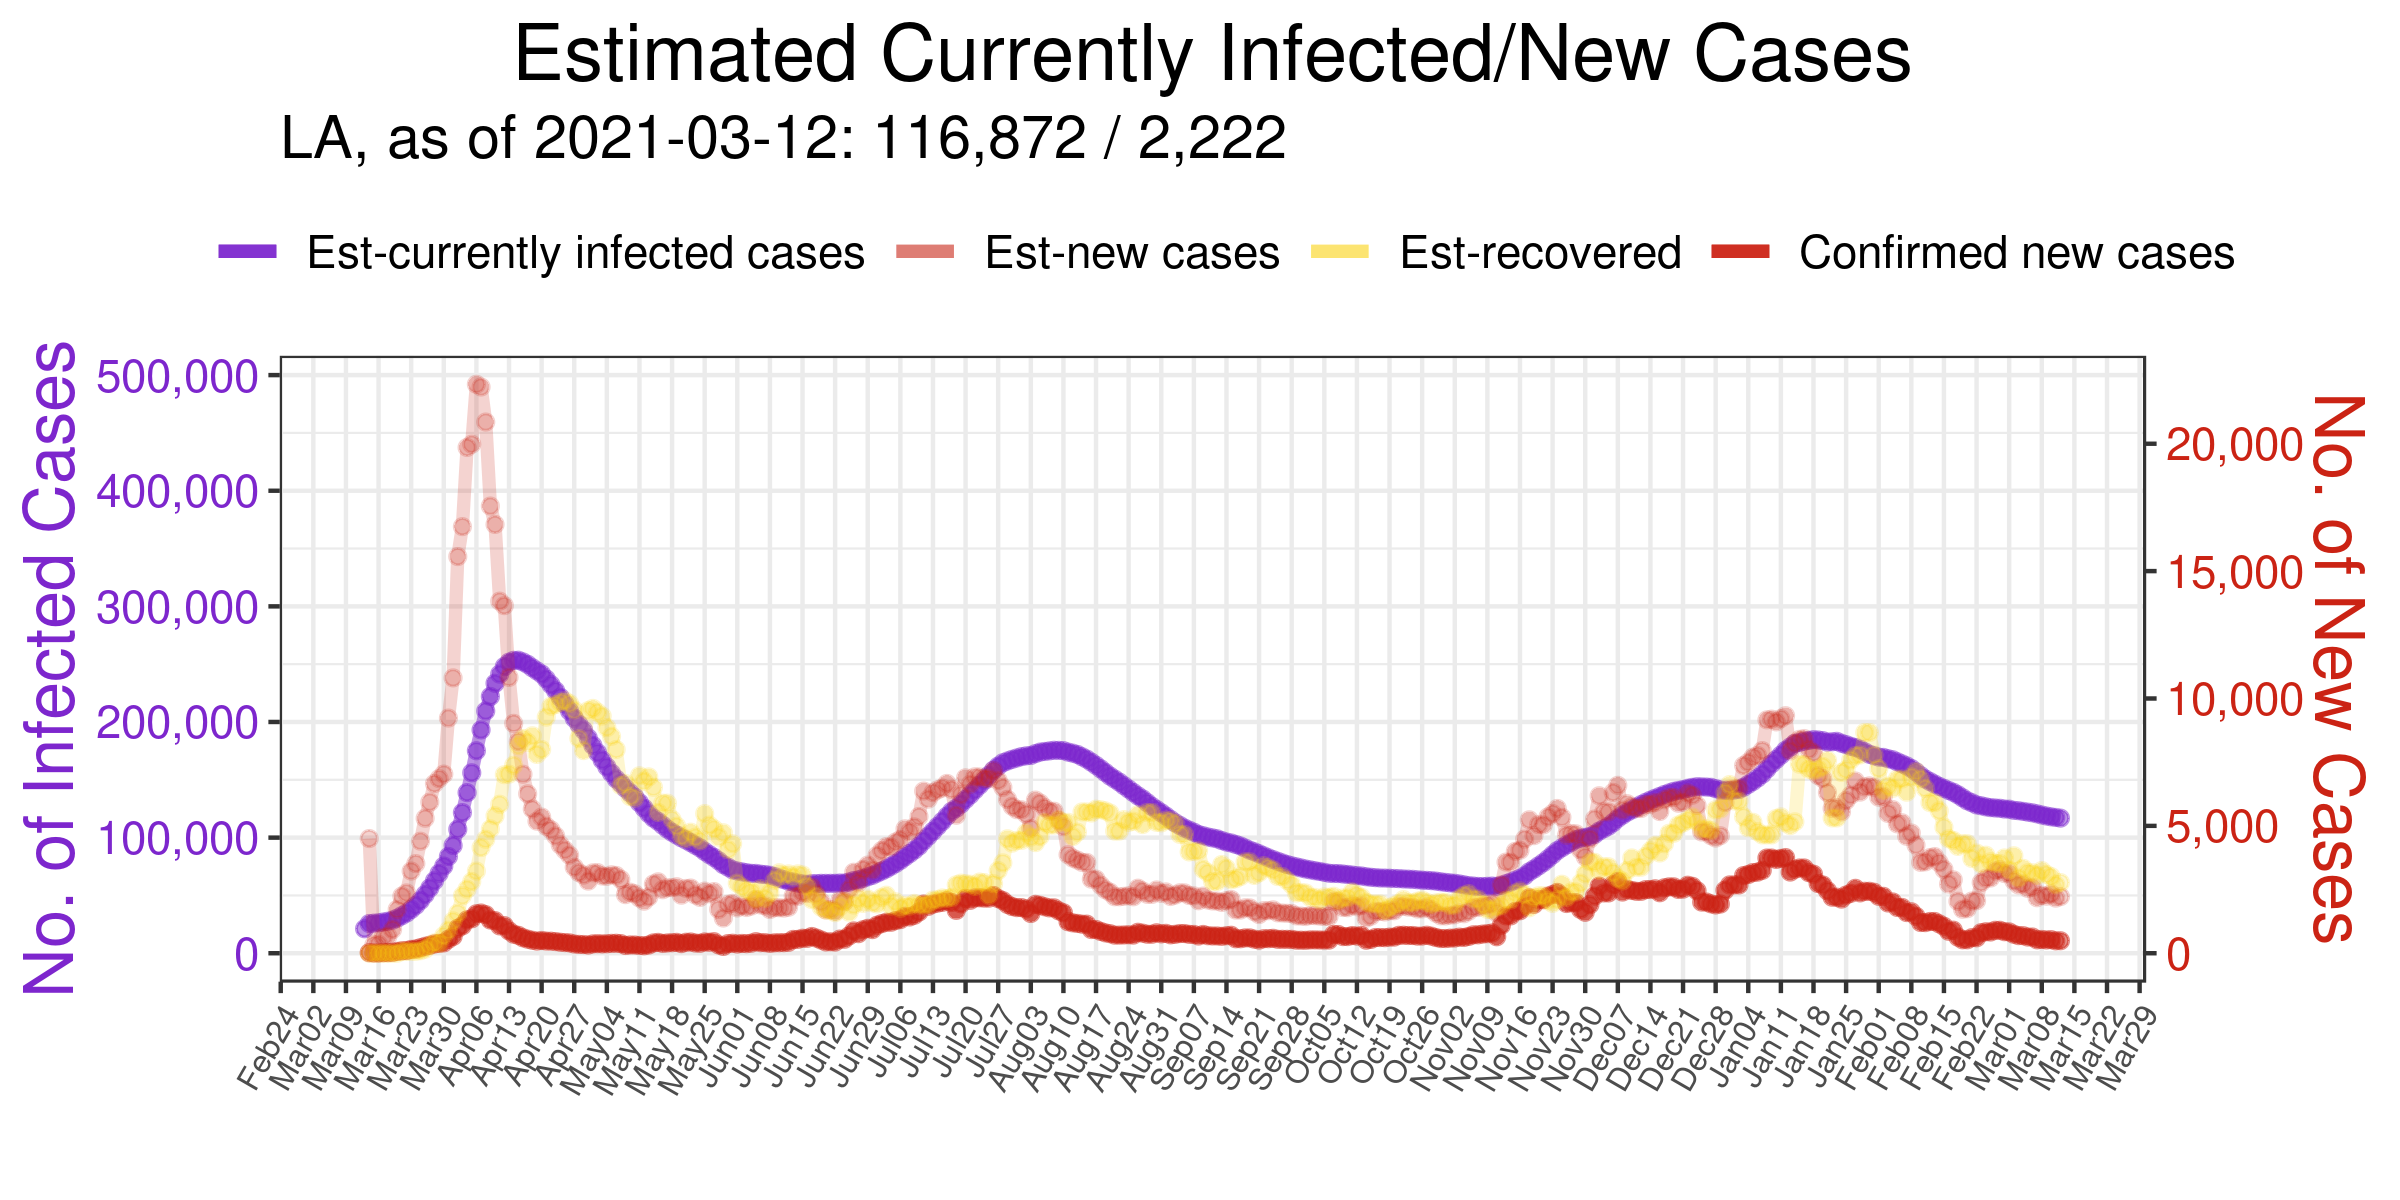 Estimated Currently Infected/New Cases
LA, as of 2021-03-12: 116,872 / 2,222
Est-currently infected cases
Est-new cases
Est-recovered
Confirmed new cases
No. of Infected Cases
500,000
400,000
300,000
200,000
100,000
0
20,000
15,000
10,000
5,000
0
No. of New Cases
Feb24
Mar02
Mar09
Mar16
Mar23
Mar30
Apr06
Apr13
Apr20
Apr27
May04
May11
May18
May25
Jun01
Jun08
Jun15
Jun22
Jun29
Jul06
Jul13
Jul20
Jul27
Aug03
Aug10
Aug17
Aug24
Aug31
Sep07
Sep14
Sep21
Sep28
Oct05
Oct12
Oct19
Oct26
Nov02
Nov09
Nov16
Nov23
Nov30
Dec07
Dec14
Dec21
Dec28
Jan04
Jan11
Jan18
Jan25
Feb01
Feb08
Feb15
Feb22
Mar01
Mar08
Mar15
Mar22
Mar29